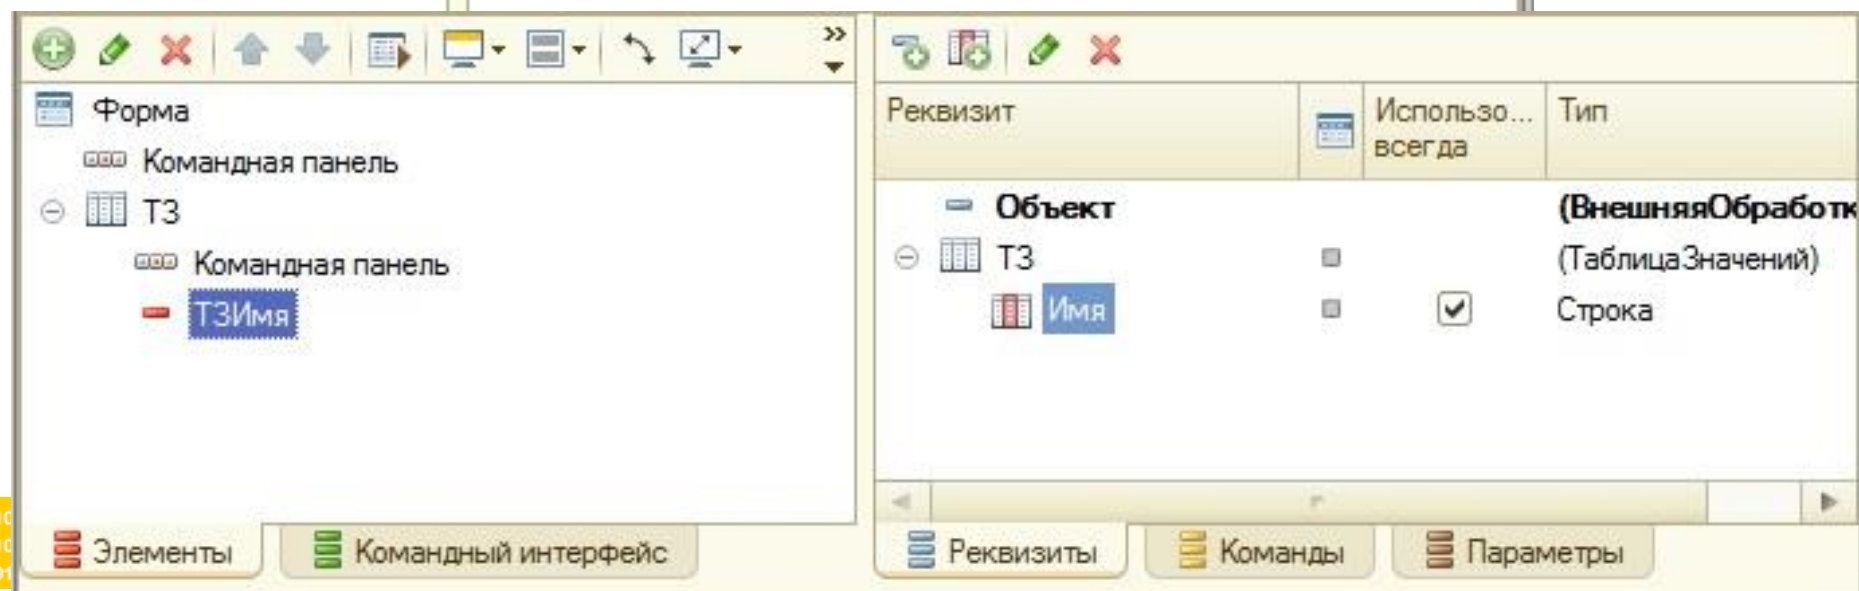 Форма
Командная панель
ТЗ
Командная панель
ТЗИмя
Элементы
Командный интерфейс
Реквизит
Использо...
всегда
Тип
Объект
(ВнешняяОбработк
ТЗ
(ТаблицаЗначений)
Имя
Строка
Реквизиты
Команды
Параметры